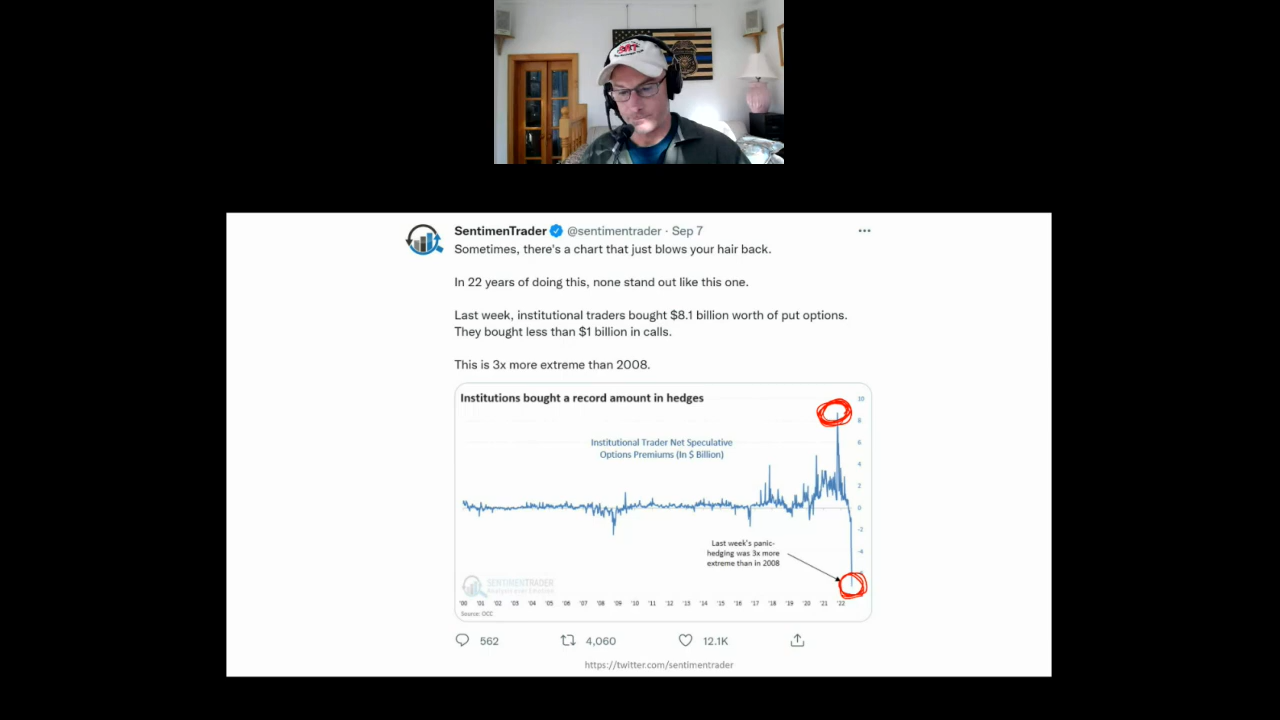 SentimenTrader @sentimentrader · Sep 7
Sometimes, there's a chart that just blows your hair back.
In 22 years of doing this, none stand out like this one.
Last week, institutional traders bought $8.1 billion worth of put options.
They bought less than $1 billion in calls.
This is 3x more extreme than 2008.
Institutions bought a record amount in hedges
Institutional Trader Net Speculative
Options Premiums (In $ Billion)
10
8
6
4
2
0
-2
-4
Last week's panic-
hedging was 3x more
extreme than in 2008
SENTIMENTRADER
'00 '01 '02 '03 '04 '05 '06 '07 '08 '09 '10 '11 '12 '13 '14 '15 '16 '17 '18 '19 '20 '21 '22
Source: OCC
562 4,060 12.1K
https://twitter.com/sentimentrader